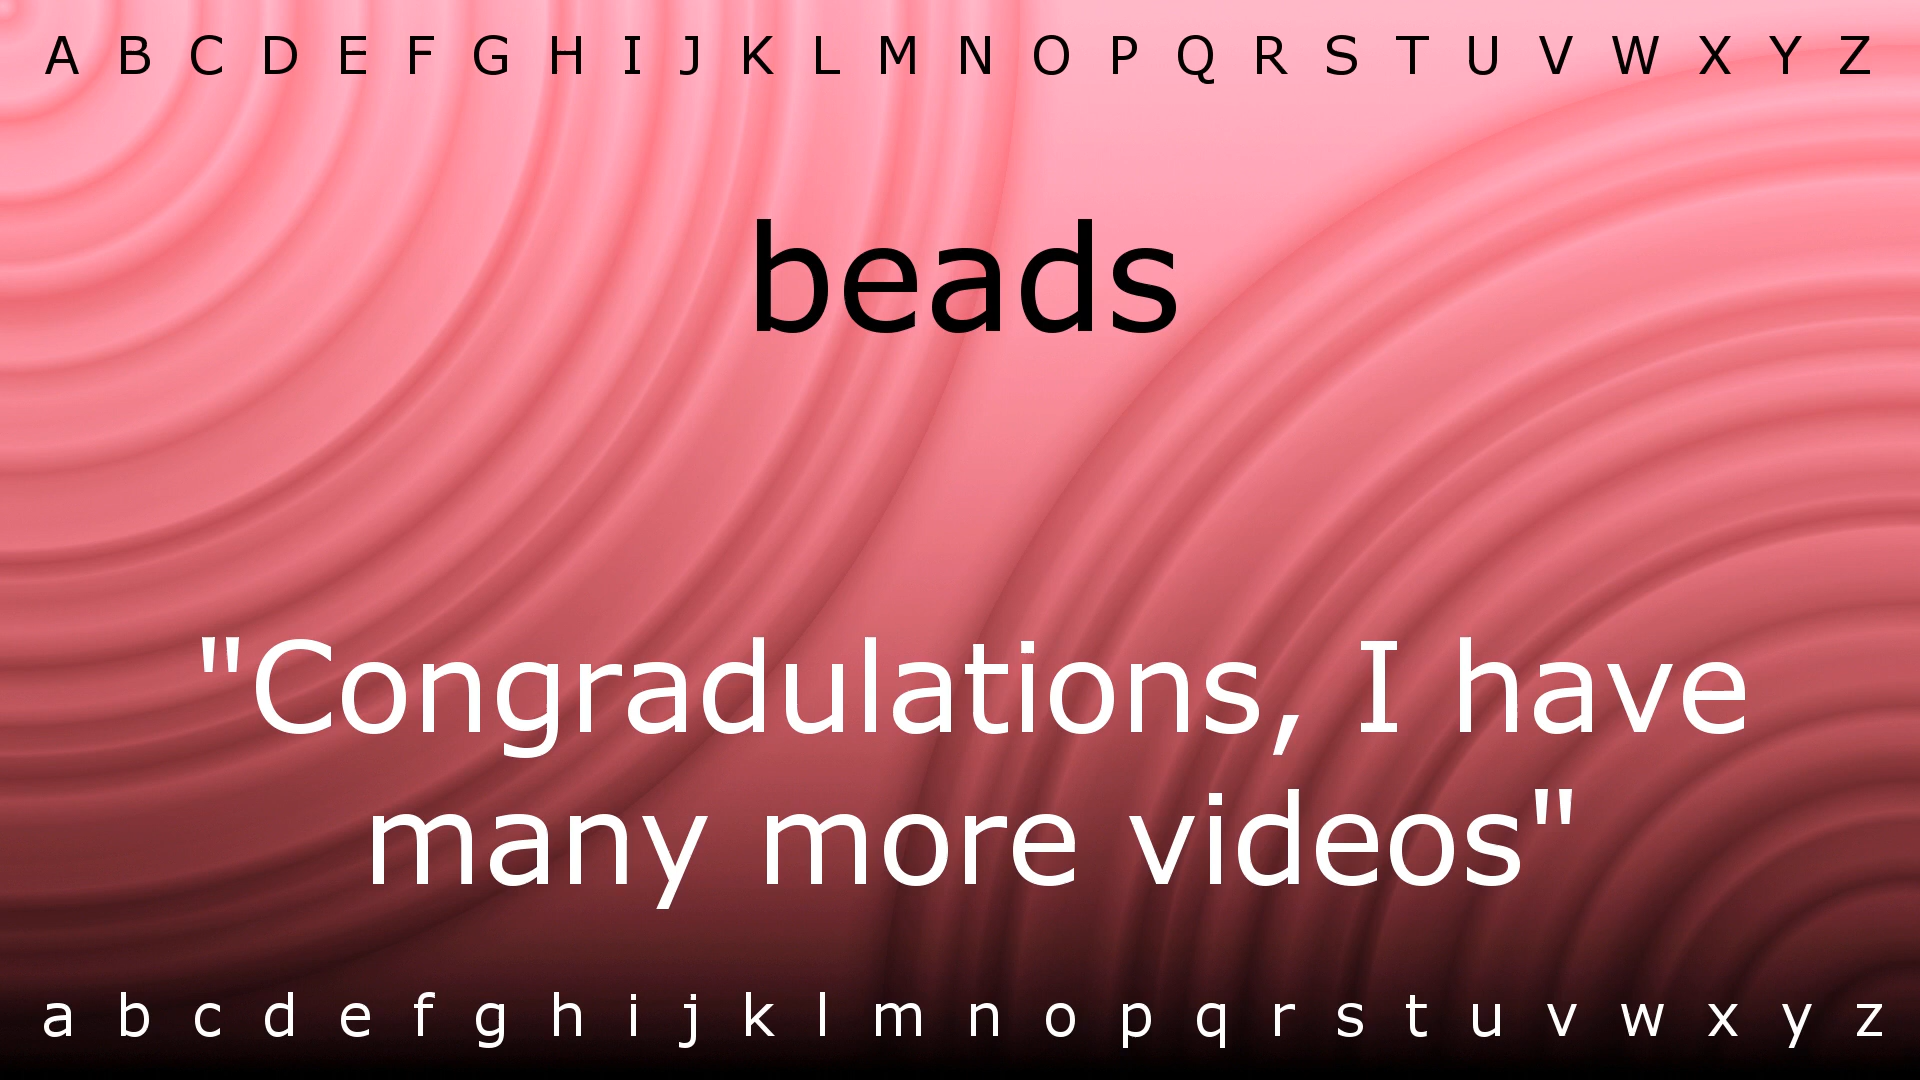 A B C D E F G H I J K L M N O P Q R S T U V W X Y Z
beads
"Congradulations, I have
many more videos"
a b c d e f g h i j k l m n o p q r s t u v w x y z